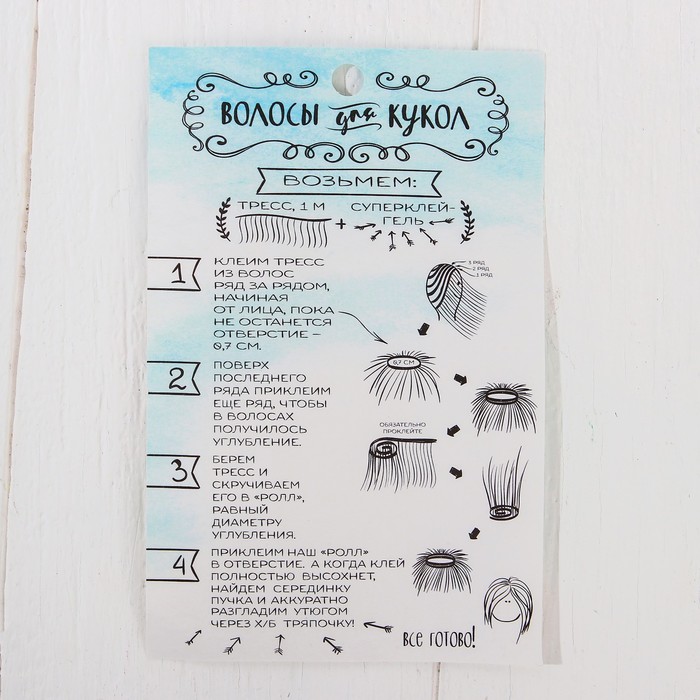 ВОЛОСЫ для КУКОЛ
ВОЗЬМЕМ:
ТРЕСС, 1 М + СУПЕРКЛЕЙ-
ГЕЛЬ
1 КЛЕИМ ТРЕСС
ИЗ ВОЛОС
РЯД ЗА РЯДОМ,
НАЧИНАЯ
ОТ ЛИЦА, ПОКА
НЕ ОСТАНЕТСЯ
ОТВЕРСТИЕ –
0,7 СМ.
3 РЯД
2 РЯД
1 РЯД
0,7 СМ
2 ПОВЕРХ
ПОСЛЕДНЕГО
РЯДА ПРИКЛЕИМ
ЕЩЕ РЯД, ЧТОБЫ
В ВОЛОСАХ
ПОЛУЧИЛОСЬ
УГЛУБЛЕНИЕ.
ОБЯЗАТЕЛЬНО
ПРОКЛЕЙТЕ
3 БЕРЕМ
ТРЕСС И
СКРУЧИВАЕМ
ЕГО В «РОЛЛ»,
РАВНЫЙ
ДИАМЕТРУ
УГЛУБЛЕНИЯ.
4 ПРИКЛЕИМ НАШ «РОЛЛ»
В ОТВЕРСТИЕ. А КОГДА КЛЕЙ
ПОЛНОСТЬЮ ВЫСОХНЕТ,
НАЙДЕМ СЕРЕДИНКУ
ПУЧКА И АККУРАТНО
РАЗГЛАДИМ УТЮГОМ
ЧЕРЕЗ Х/Б ТРЯПОЧКУ!
ВСЕ ГОТОВО!